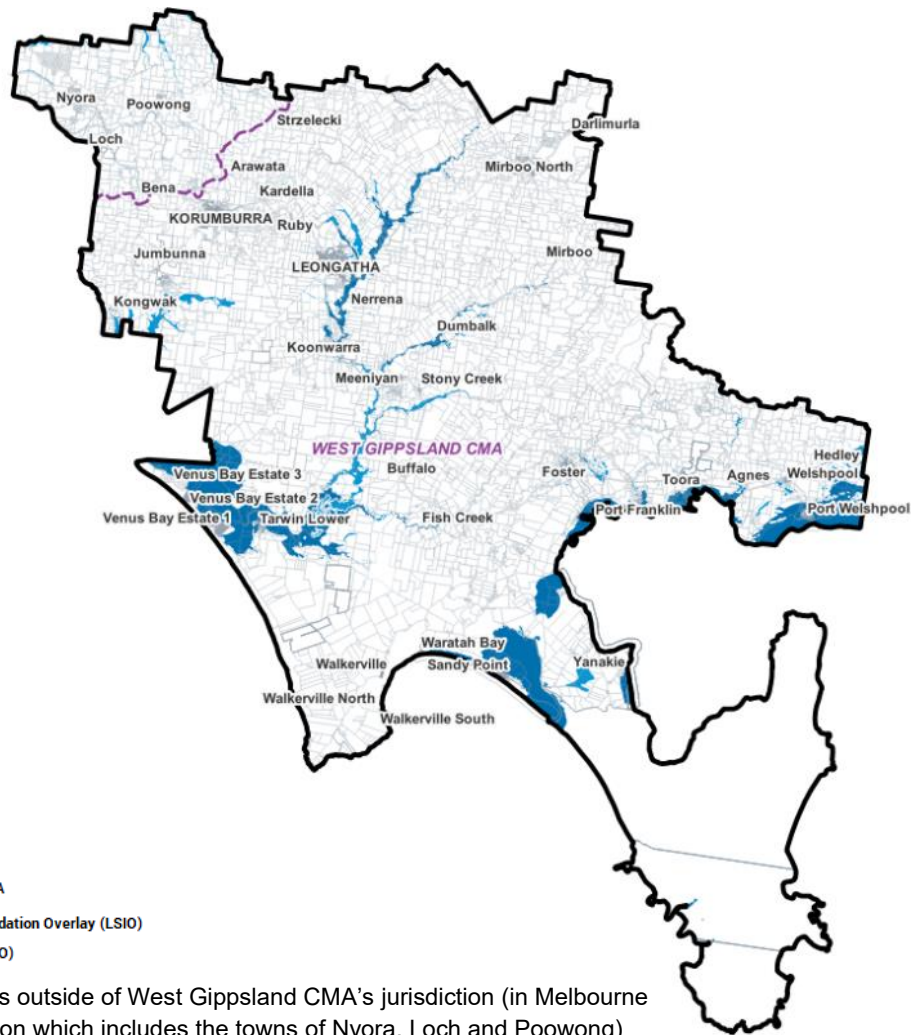 Nyora
Poowong
Strzelecki
Darlimurla
Loch
Arawata
Mirboo North
Bena
Kardella
KORUMBURRA
Ruby
Jumbunna
Mirboo
LEONGATHA
Kongwak
Nerrena
Dumbalk
Koonwarra
Meeniyan
Stony Creek
WEST GIPPSLAND CMA
Hedley
Buffalo
Foster
Venus Bay Estate 3
Toora
Agnes
Welshpool
Venus Bay Estate 2
Port Franklin
Port Welshpool
Venus Bay Estate 1
Tarwin Lower
Fish Creek
Waratah Bay
Walkerville
Sandy Point
Yanakie
Walkerville North
Walkerville South
A
dation Overlay (LSIO)
O)
s outside of West Gippsland CMA's jurisdiction (in Melbourne
on which includes the towns of Nyora, Loch and Poowong)